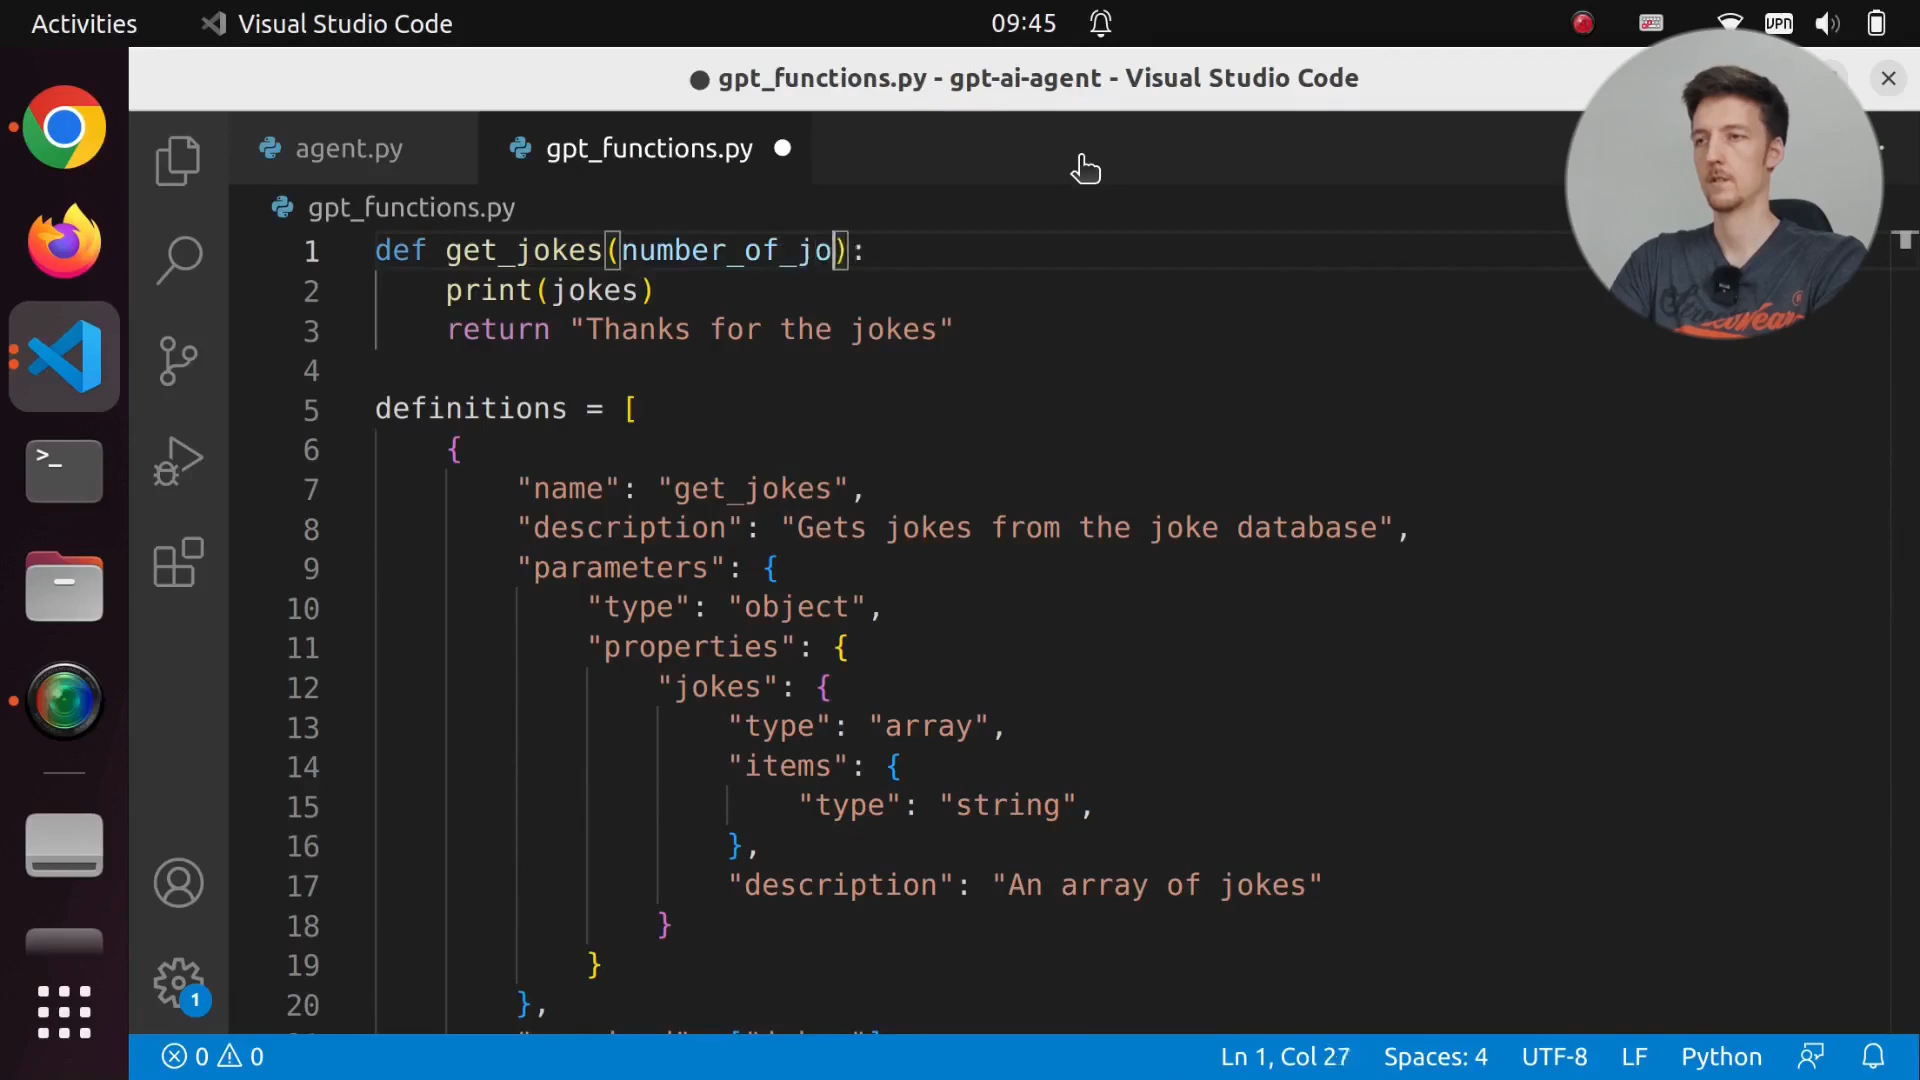 Activities
Visual Studio Code
09:45
VPN
● gpt_functions.py - gpt-ai-agent - Visual Studio Code
agent.py
gpt_functions.py
gpt_functions.py
1 def get_jokes(number_of_jo):
2 print(jokes)
3 return "Thanks for the jokes"
4
5 definitions = [
6 {
7 "name": "get_jokes",
8 "description": "Gets jokes from the joke database",
9 "parameters": {
10 "type": "object",
11 "properties": {
12 "jokes": {
13 "type": "array",
14 "items": {
15 "type": "string",
16 },
17 "description": "An array of jokes"
18 }
19 }
20 },
1
0 0
Ln 1, Col 27
Spaces: 4
UTF-8
LF
Python